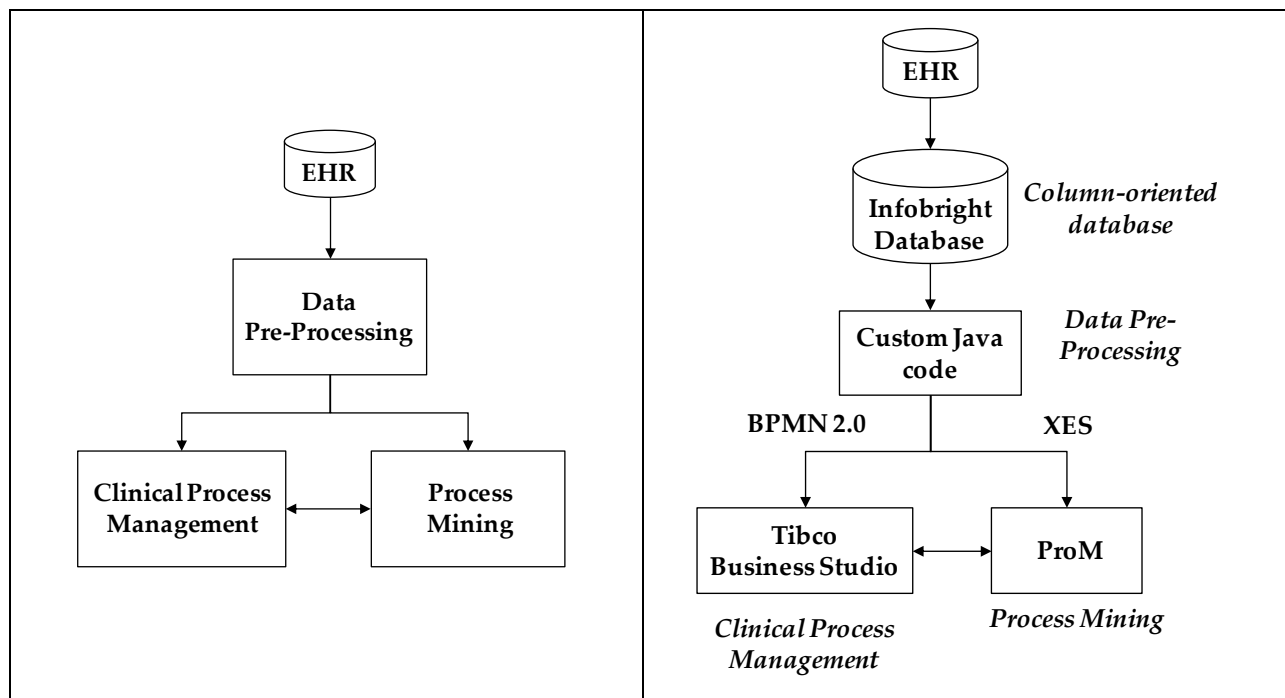 EHR
Data
Pre-Processing
Clinical Process
Management
Process
Mining
EHR
Infobright
Database
Column-oriented
database
Custom Java
code
Data Pre-
Processing
BPMN 2.0
XES
Tibco
Business Studio
ProM
Clinical Process
Management
Process Mining